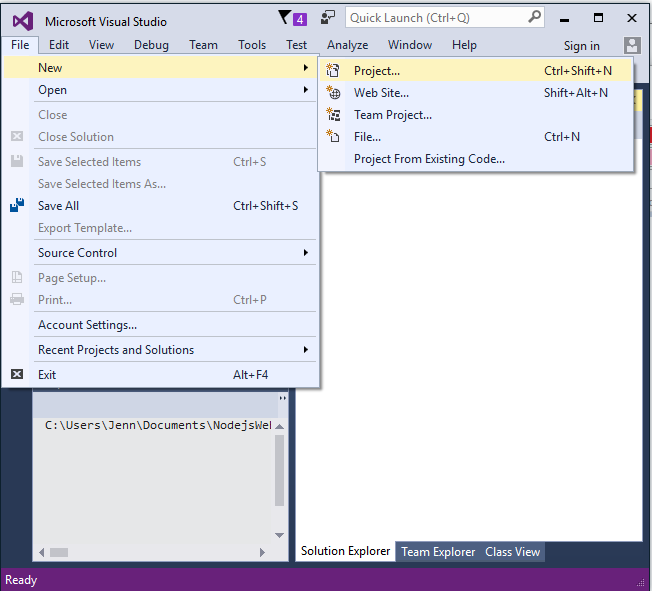 Microsoft Visual Studio
4
Quick Launch (Ctrl+Q)
File Edit View Debug Team Tools Test Analyze Window Help Sign in
New
Open
Close
Close Solution
Save Selected Items Ctrl+S
Save Selected Items As...
Save All Ctrl+Shift+S
Export Template...
Source Control
Page Setup...
Print... Ctrl+P
Account Settings...
Recent Projects and Solutions
Exit Alt+F4
Project... Ctrl+Shift+N
Web Site... Shift+Alt+N
Team Project...
File... Ctrl+N
Project From Existing Code...
C:\Users\Jenn\Documents\NodejsWel
Solution Explorer Team Explorer Class View
Ready